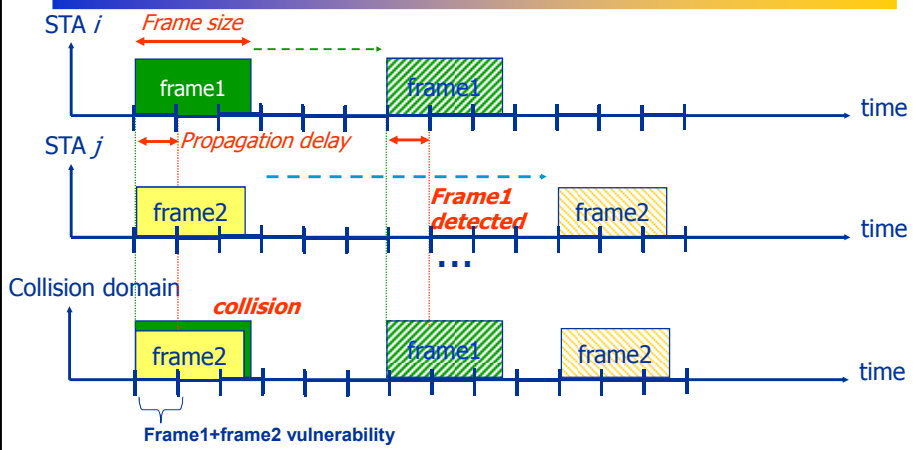 STA i
Frame size
frame1
frame1
time
STA j
Propagation delay
frame2
Frame1
detected
frame2
time
...
Collision domain
collision
frame2
frame1
frame2
time
Frame1+frame2 vulnerability